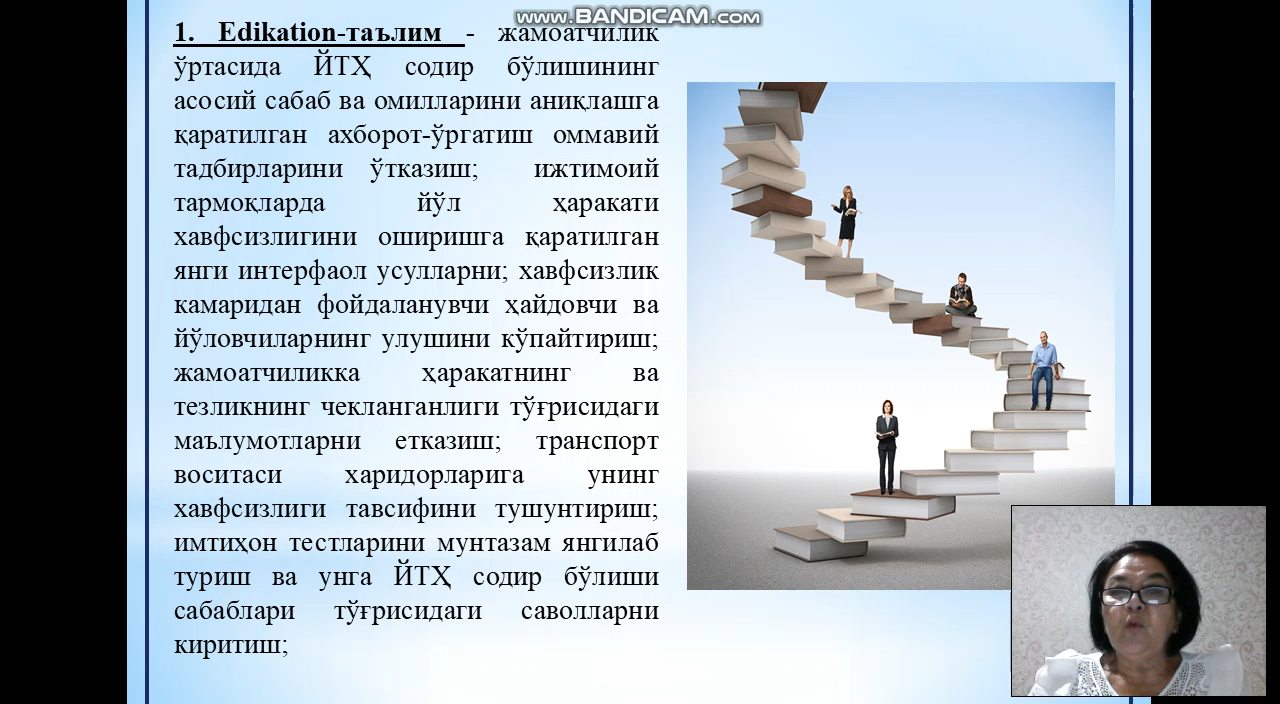 www.BANDICAM.com
1. Edikation-таълим - жамоатчилик
ўртасида ЙТҲ содир бўлишининг
асосий сабаб ва омилларини аниқлашга
қаратилган ахборот-ўргатиш оммавий
тадбирларини ўтказиш; ижтимоий
тармоқларда йўл ҳаракати
хавфсизлигини оширишга қаратилган
янги интерфаол усулларни; хавфсизлик
камаридан фойдаланувчи ҳайдовчи ва
йўловчиларнинг улушини кўпайтириш;
жамоатчиликка ҳаракатнинг ва
тезликнинг чекланганлиги тўғрисидаги
маълумотларни етказиш; транспорт
воситаси харидорларига унинг
хавфсизлиги тавсифини тушунтириш;
имтиҳон тестларини мунтазам янгилаб
туриш ва унга ЙТҲ содир бўлиши
сабаблари тўғрисидаги саволларни
киритиш;